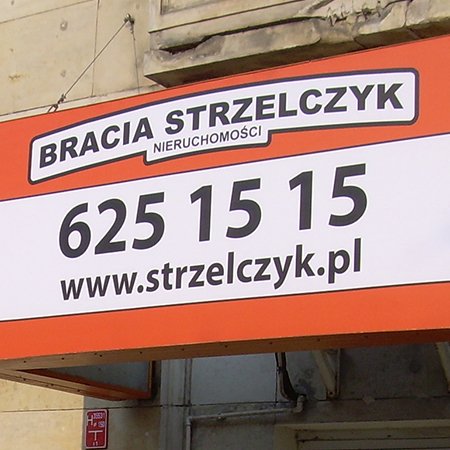 BRACIA STRZELCZYK
NIERUCHOMOŚCI
625 15 15
www.strzelczyk.pl